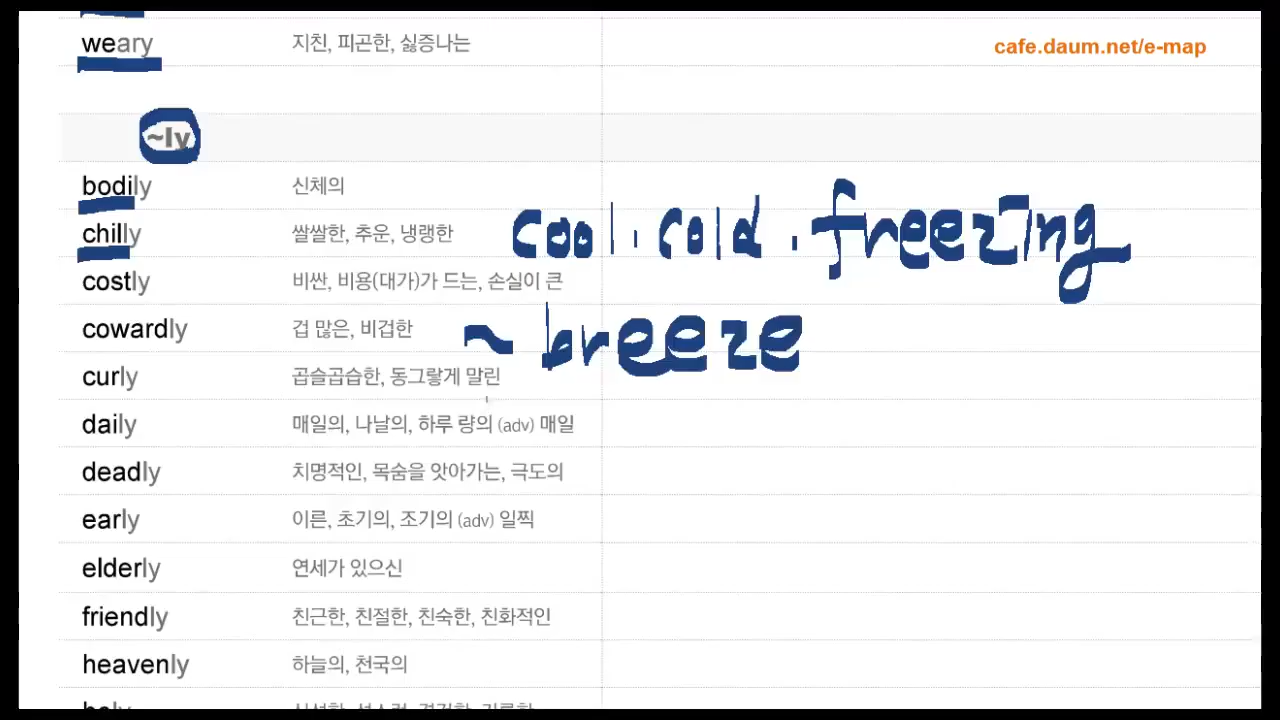 weary 지친, 피곤한, 싫증나는 cafe.daum.net/e-map
~ly
bodily 신체의
chilly 쌀쌀한, 추운, 냉랭한 cool. cold. freezing
costly 비싼, 비용(대가)가 드는, 손실이 큰
cowardly 겁 많은, 비겁한 ~ breeze
curly 곱슬곱습한, 동그랗게 말린
daily 매일의, 나날의, 하루 량의 (adv) 매일
deadly 치명적인, 목숨을 앗아가는, 극도의
early 이른, 초기의, 조기의 (adv) 일찍
elderly 연세가 있으신
friendly 친근한, 친절한, 친숙한, 친화적인
heavenly 하늘의, 천국의